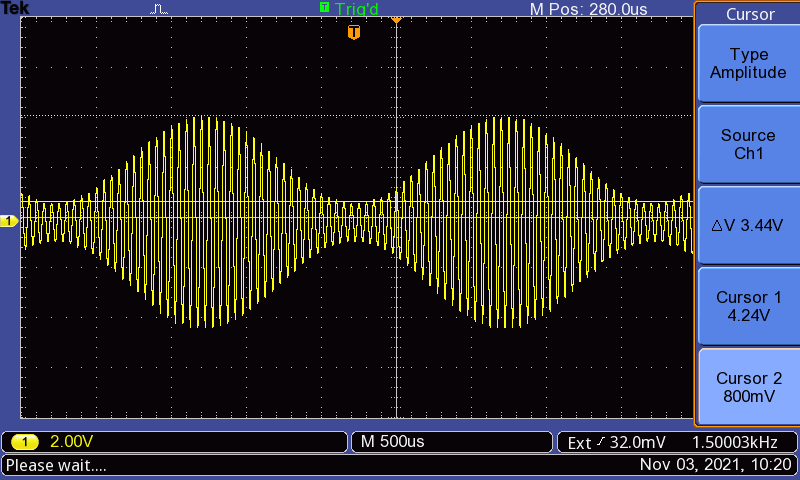 Tek
T Trig'd
M Pos: 280.0us
T
1
Cursor
Type
Amplitude
Source
Ch1
△V 3.44V
Cursor 1
4.24V
Cursor 2
800mV
1 2.00V
M 500us
Ext 32.0mV
1.50003kHz
Please wait....
Nov 03, 2021, 10:20